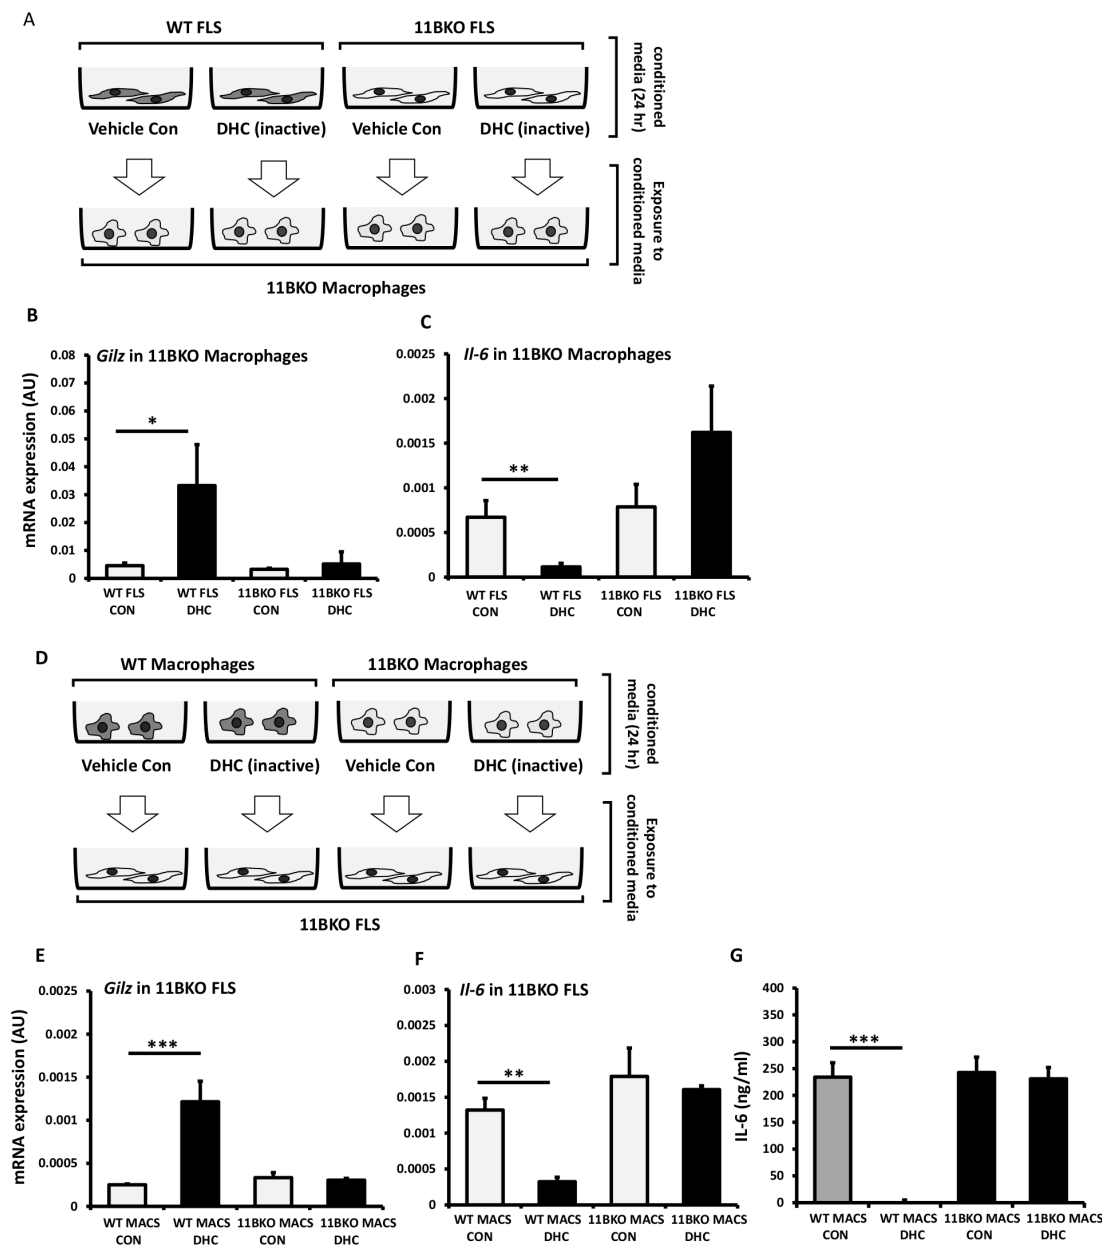 A
WT FLS
11BKO FLS
conditioned
media (24 hr)
Vehicle Con
DHC (inactive)
Vehicle Con
DHC (inactive)
Exposure to
conditioned media
11BKO Macrophages
B
Gilz in 11BKO Macrophages
mRNA expression (AU)
0.08
0.07
0.06
0.05
0.04
0.03
0.02
0.01
0
*
WT FLS
CON
WT FLS
DHC
11BKO FLS
CON
11BKO FLS
DHC
C
Il-6 in 11BKO Macrophages
0.0025
0.002
0.0015
0.001
0.0005
0
**
WT FLS
CON
WT FLS
DHC
11BKO FLS
CON
11BKO FLS
DHC
D
WT Macrophages
11BKO Macrophages
conditioned
media (24 hr)
Vehicle Con
DHC (inactive)
Vehicle Con
DHC (inactive)
Exposure to
conditioned media
11BKO FLS
E
Gilz in 11BKO FLS
mRNA expression (AU)
0.0025
0.002
0.0015
0.001
0.0005
0
***
WT MACS
CON
WT MACS
DHC
11BKO MACS
CON
11BKO MACS
DHC
F
Il-6 in 11BKO FLS
0.003
0.0025
0.002
0.0015
0.001
0.0005
0
**
WT MACS
CON
WT MACS
DHC
11BKO MACS
CON
11BKO MACS
DHC
G
IL-6 (ng/ml)
400
350
300
250
200
150
100
50
0
***
WT MACS
CON
WT MACS
DHC
11BKO MACS
CON
11BKO MACS
DHC